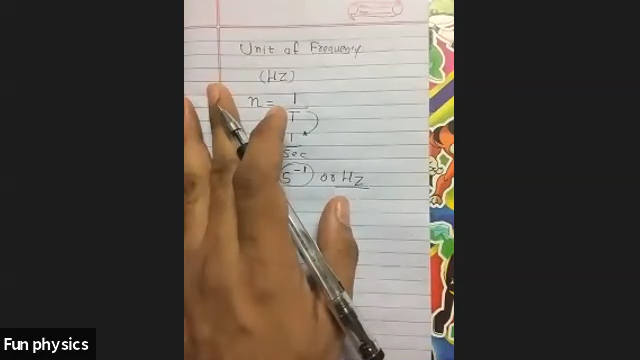 Unit of Frequency
(HZ)
n = 1
T
1
Sec
S⁻¹ or HZ
Fun physics